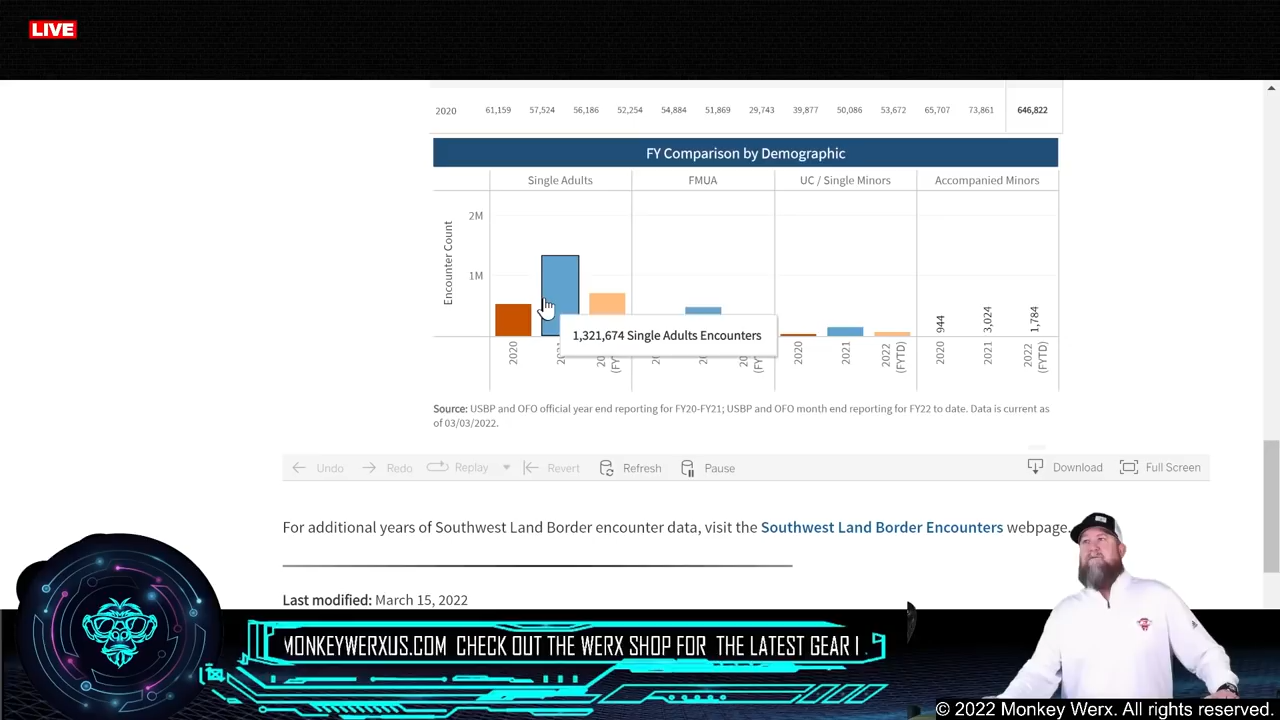 LIVE
2020 61,159 57,524 56,186 52,254 54,884 51,869 29,743 39,877 50,086 53,672 65,707 73,861 646,822
FY Comparison by Demographic
Single Adults FMUA UC / Single Minors Accompanied Minors
Encounter Count
2M
1M
944 3,024 1,784
1,321,674 Single Adults Encounters
2020 2020 2021 2022 (FYTD) 2020 2021 2022 (FYTD)
Source: USBP and OFO official year end reporting for FY20-FY21; USBP and OFO month end reporting for FY22 to date. Data is current as
of 03/03/2022.
Undo Redo Replay Revert Refresh Pause Download Full Screen
For additional years of Southwest Land Border encounter data, visit the Southwest Land Border Encounters webpage.
Last modified: March 15, 2022
MONKEYWERXUS.COM CHECK OUT THE WERX SHOP FOR THE LATEST GEAR !
© 2022 Monkey Werx. All rights reserved.